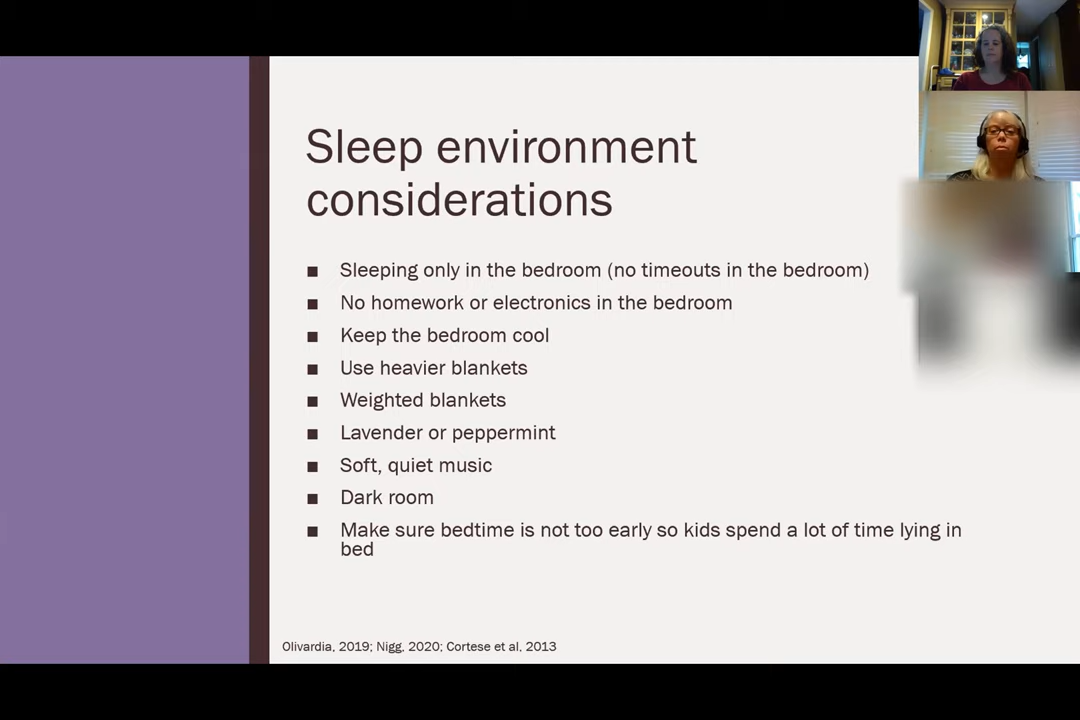 Sleep environment
considerations
■ Sleeping only in the bedroom (no timeouts in the bedroom)
■ No homework or electronics in the bedroom
■ Keep the bedroom cool
■ Use heavier blankets
■ Weighted blankets
■ Lavender or peppermint
■ Soft, quiet music
■ Dark room
■ Make sure bedtime is not too early so kids spend a lot of time lying in
bed
Olivardia, 2019; Nigg, 2020; Cortese et al, 2013